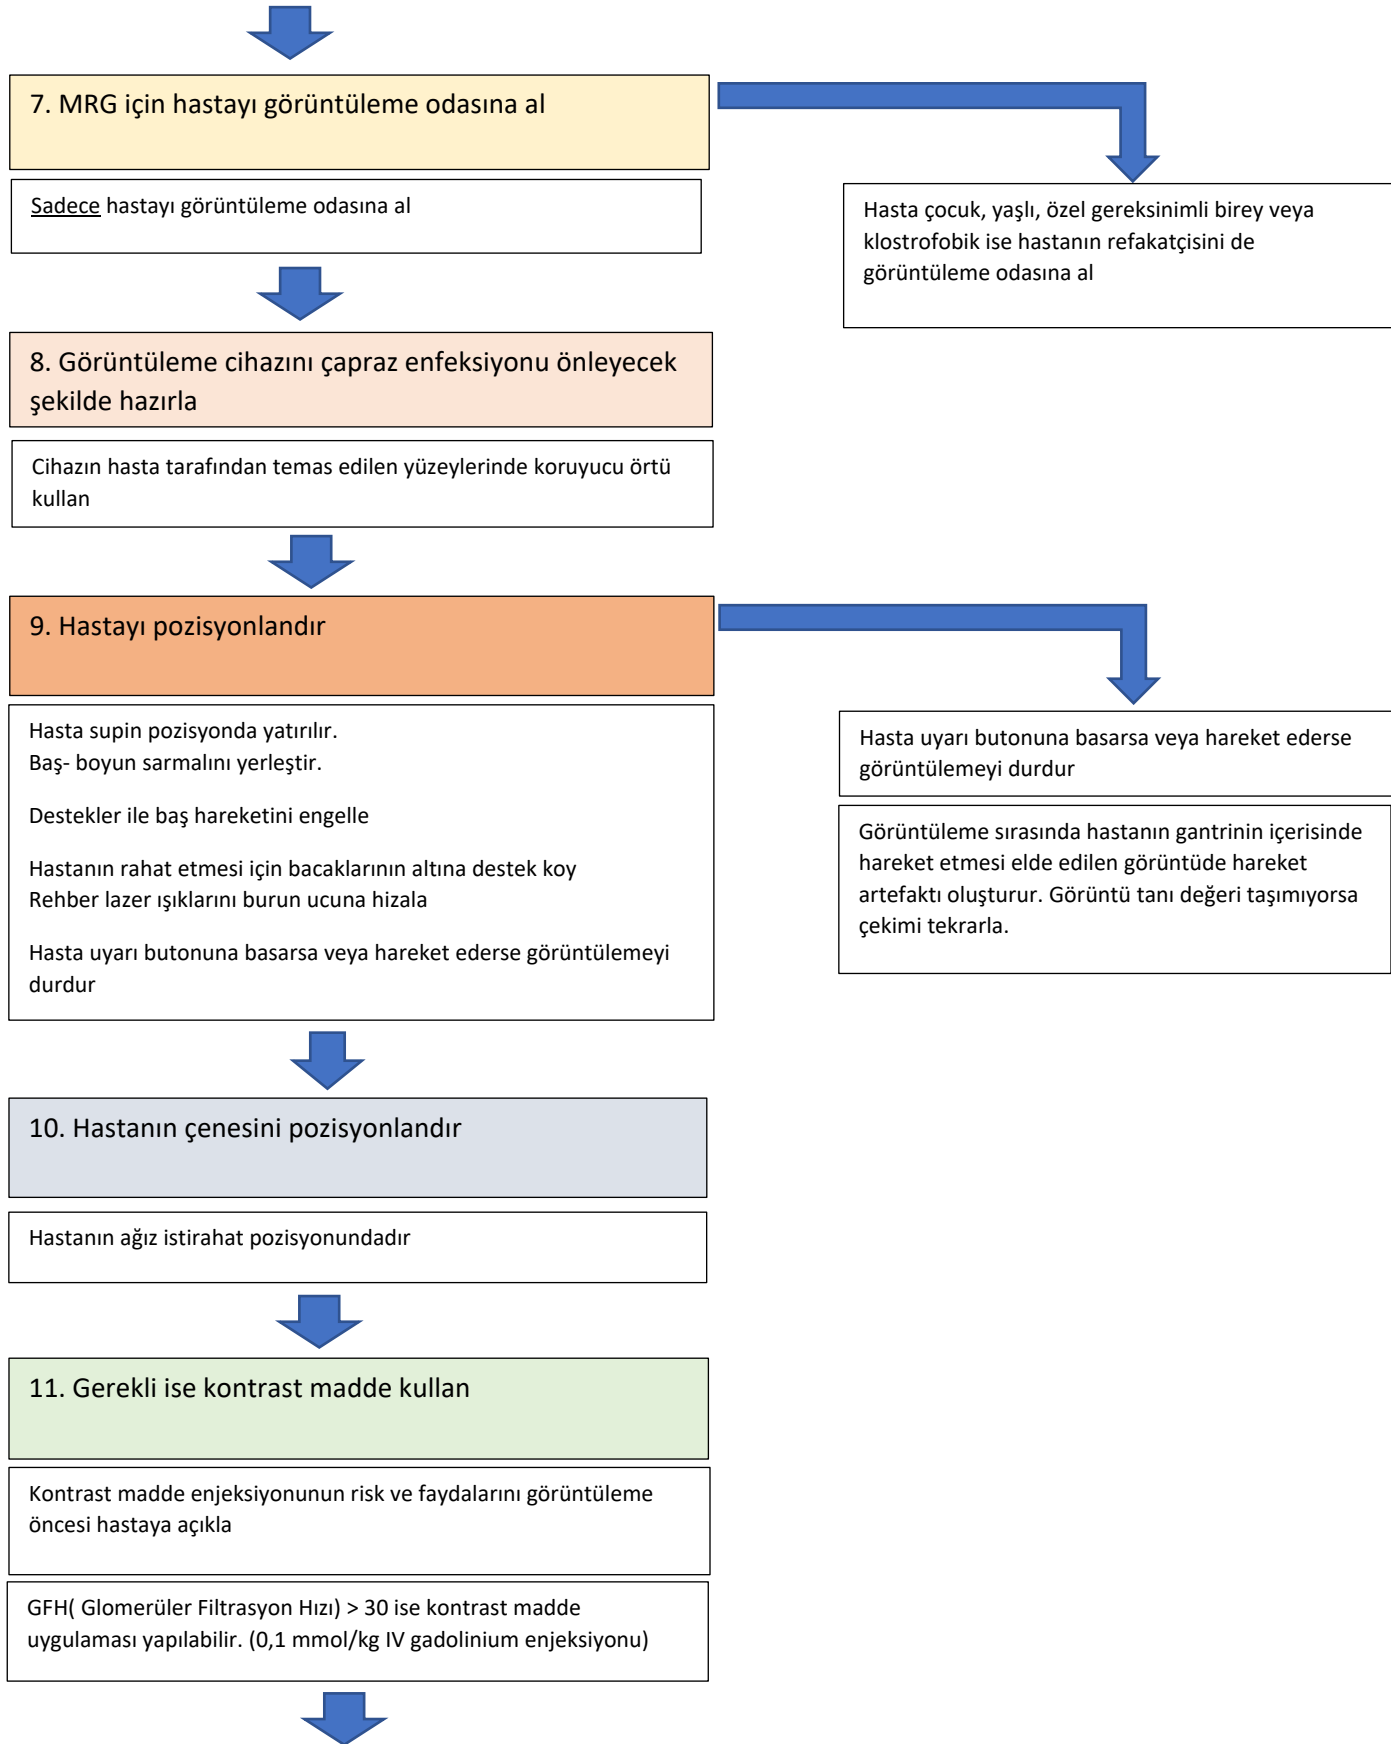 7. MRG için hastayı görüntüleme odasına al
Sadece hastayı görüntüleme odasına al
Hasta çocuk, yaşlı, özel gereksinimli birey veya
klostrofobik ise hastanın refakatçisini de
görüntüleme odasına al
8. Görüntüleme cihazını çapraz enfeksiyonu önleyecek
şekilde hazırla
Cihazın hasta tarafından temas edilen yüzeylerinde koruyucu örtü
kullan
9. Hastayı pozisyonlandır
Hasta supin pozisyonda yatırılır.
Baş- boyun sarmalını yerleştir.
Destekler ile baş hareketini engelle
Hastanın rahat etmesi için bacaklarının altına destek koy
Rehber lazer ışıklarını burun ucuna hizala
Hasta uyarı butonuna basarsa veya hareket ederse görüntülemeyi
durdur
Hasta uyarı butonuna basarsa veya hareket ederse
görüntülemeyi durdur
Görüntüleme sırasında hastanın gantrinin içerisinde
hareket etmesi elde edilen görüntüde hareket
artefaktı oluşturur. Görüntü tanı değeri taşımıyorsa
çekimi tekrarla.
10. Hastanın çenesini pozisyonlandır
Hastanın ağız istirahat pozisyonundadır
11. Gerekli ise kontrast madde kullan
Kontrast madde enjeksiyonunun risk ve faydalarını görüntüleme
öncesi hastaya açıkla
GFH( Glomerüler Filtrasyon Hızı) > 30 ise kontrast madde
uygulaması yapılabilir. (0,1 mmol/kg IV gadolinium enjeksiyonu)